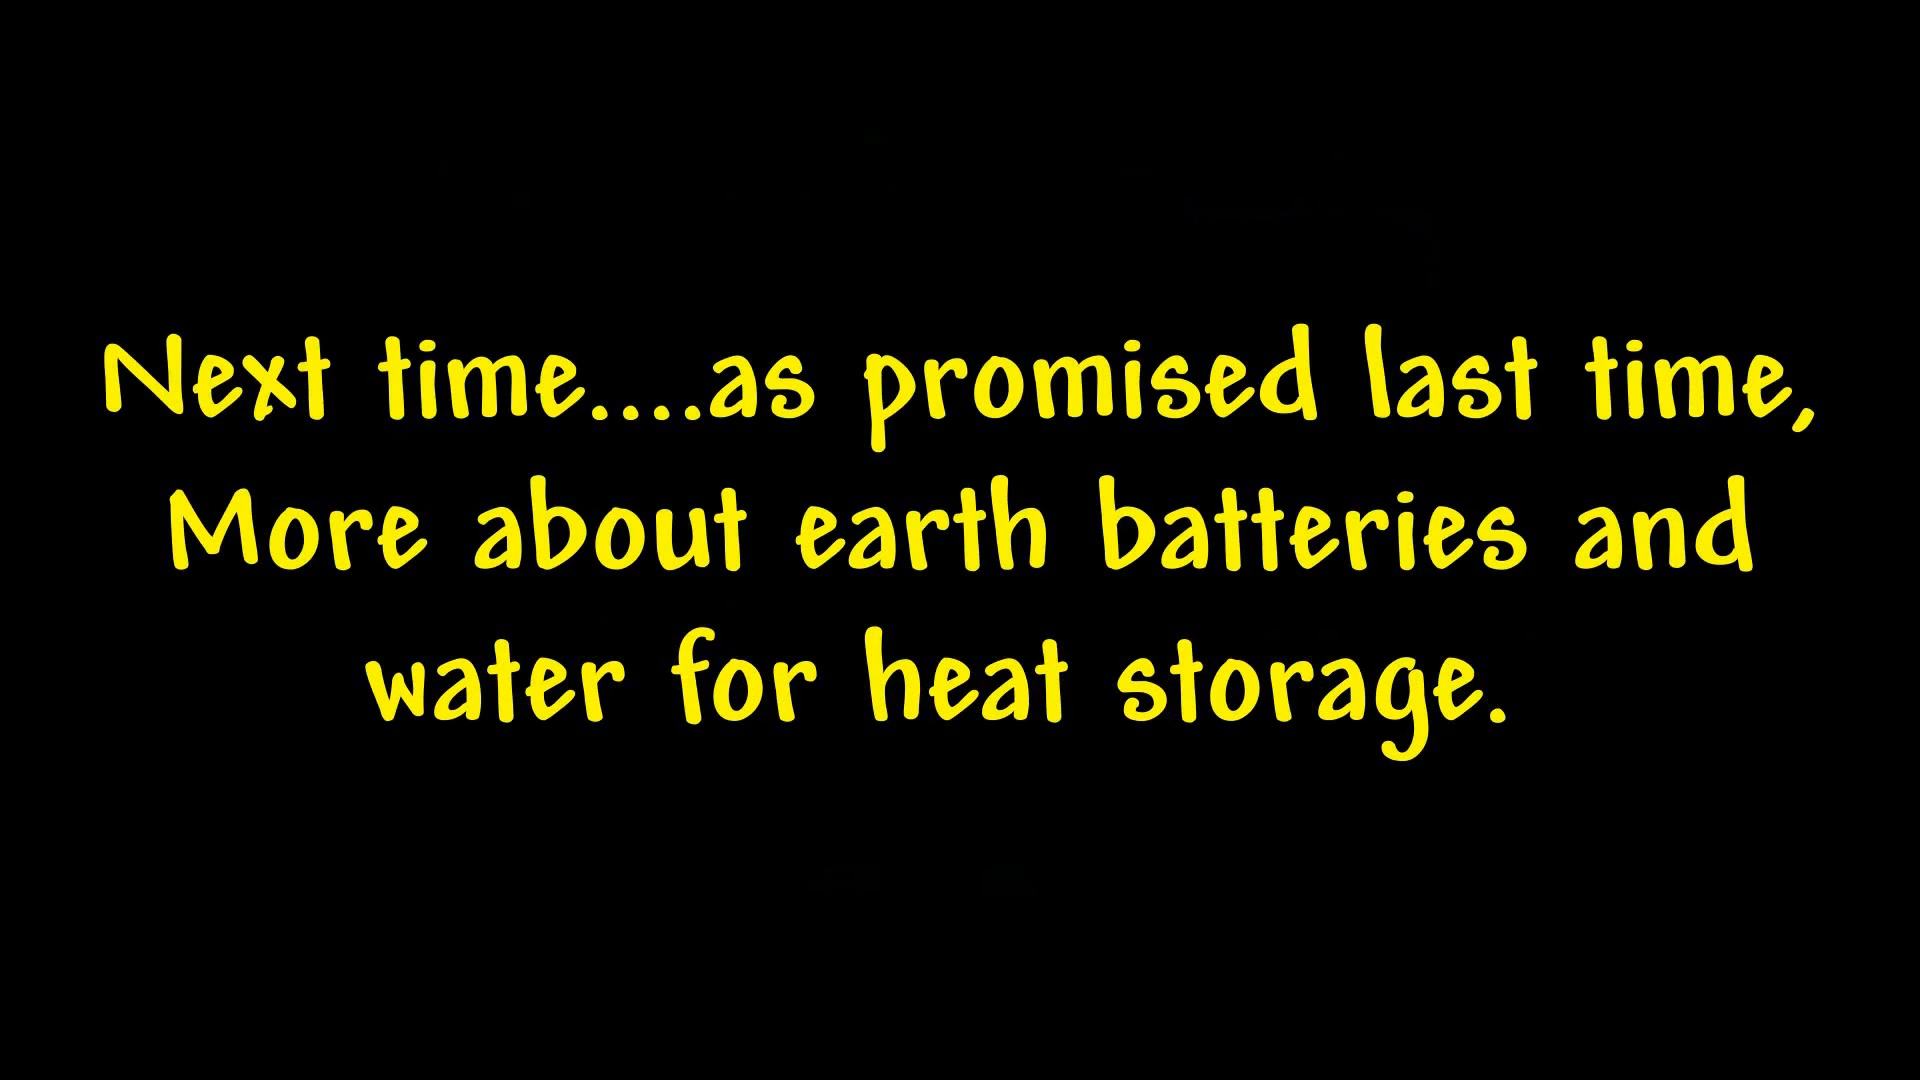 Next time....as promised last time,
More about earth batteries and
water for heat storage.